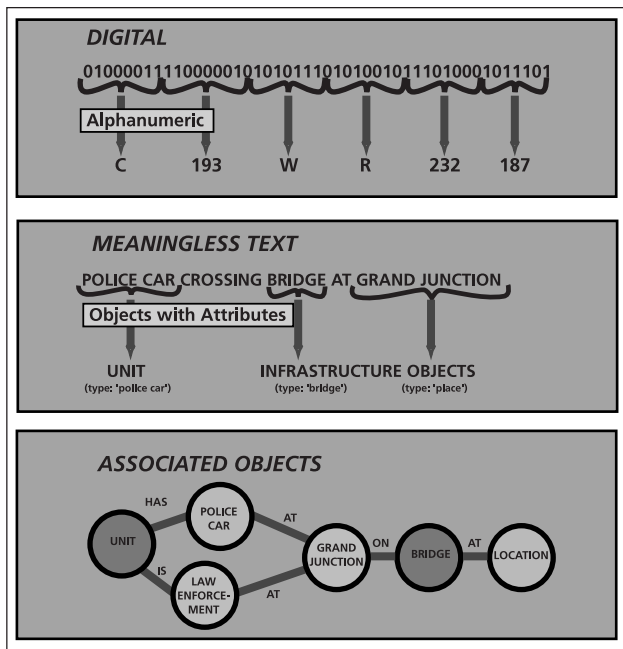 DIGITAL
01000011110000010101011101010010111010001011101
Alphanumeric
C 193 W R 232 187
MEANINGLESS TEXT
POLICE CAR CROSSING BRIDGE AT GRAND JUNCTION
Objects with Attributes
UNIT INFRASTRUCTURE OBJECTS
(type: 'police car') (type: 'bridge') (type: 'place')
ASSOCIATED OBJECTS
HAS
POLICE
CAR
AT
UNIT
GRAND
JUNCTION
ON
BRIDGE
AT
LOCATION
IS
LAW
ENFORCE-
MENT
AT